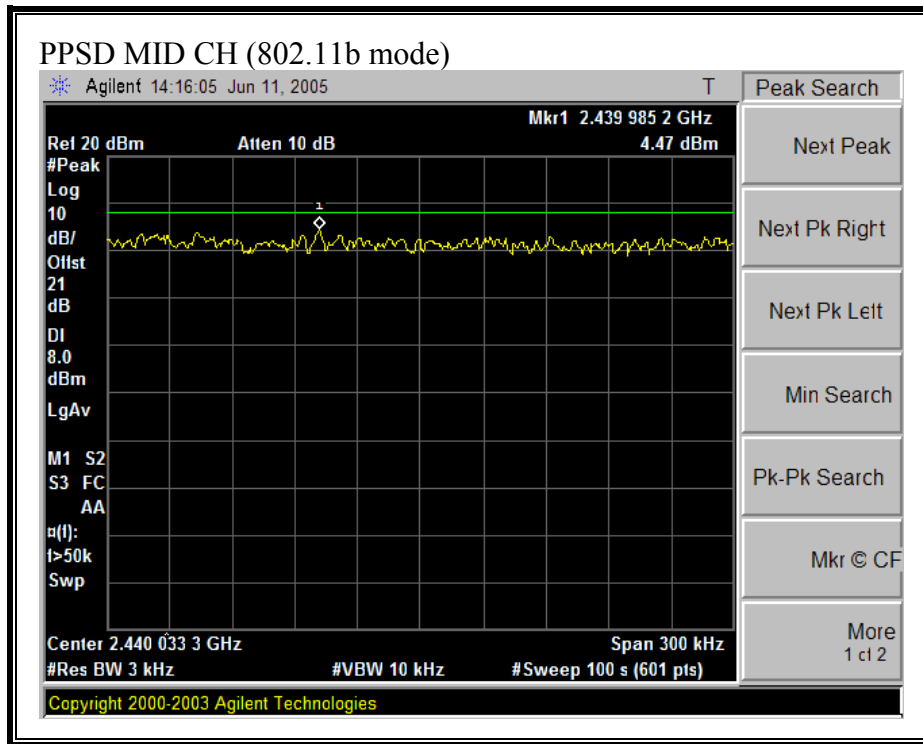 PPSD MID CH (802.11b mode)
Agilent 14:16:05 Jun 11, 2005 T
Peak Search
Mkr1 2.439 985 2 GHz
Ref 20 dBm Atten 10 dB 4.47 dBm
#Peak
Log
10
dB/
Offst
21
dB
DI
8.0
dBm
LgAv
M1 S2
S3 FC
AA
¤(f):
f>50k
Swp
1
Center 2.440 033 3 GHz Span 300 kHz
#Res BW 3 kHz #VBW 10 kHz #Sweep 100 s (601 pts)
Copyright 2000-2003 Agilent Technologies
Next Peak
Next Pk Right
Next Pk Left
Min Search
Pk-Pk Search
Mkr © CF
More
1 of 2